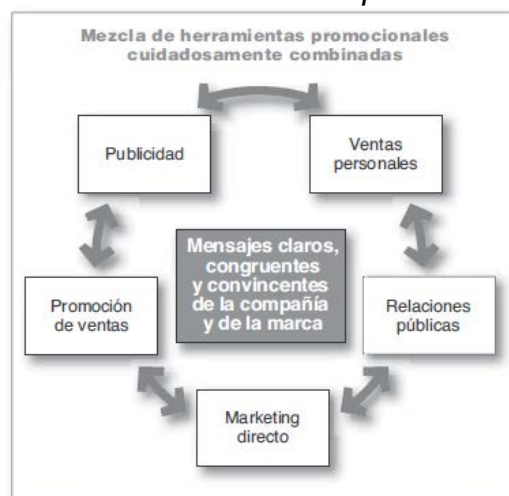 Mezcla de herramientas promocionales
cuidadosamente combinadas
Publicidad
Ventas
personales
Mensajes claros,
congruentes
y convincentes
de la compañía
y de la marca
Promoción
de ventas
Relaciones
públicas
Marketing
directo